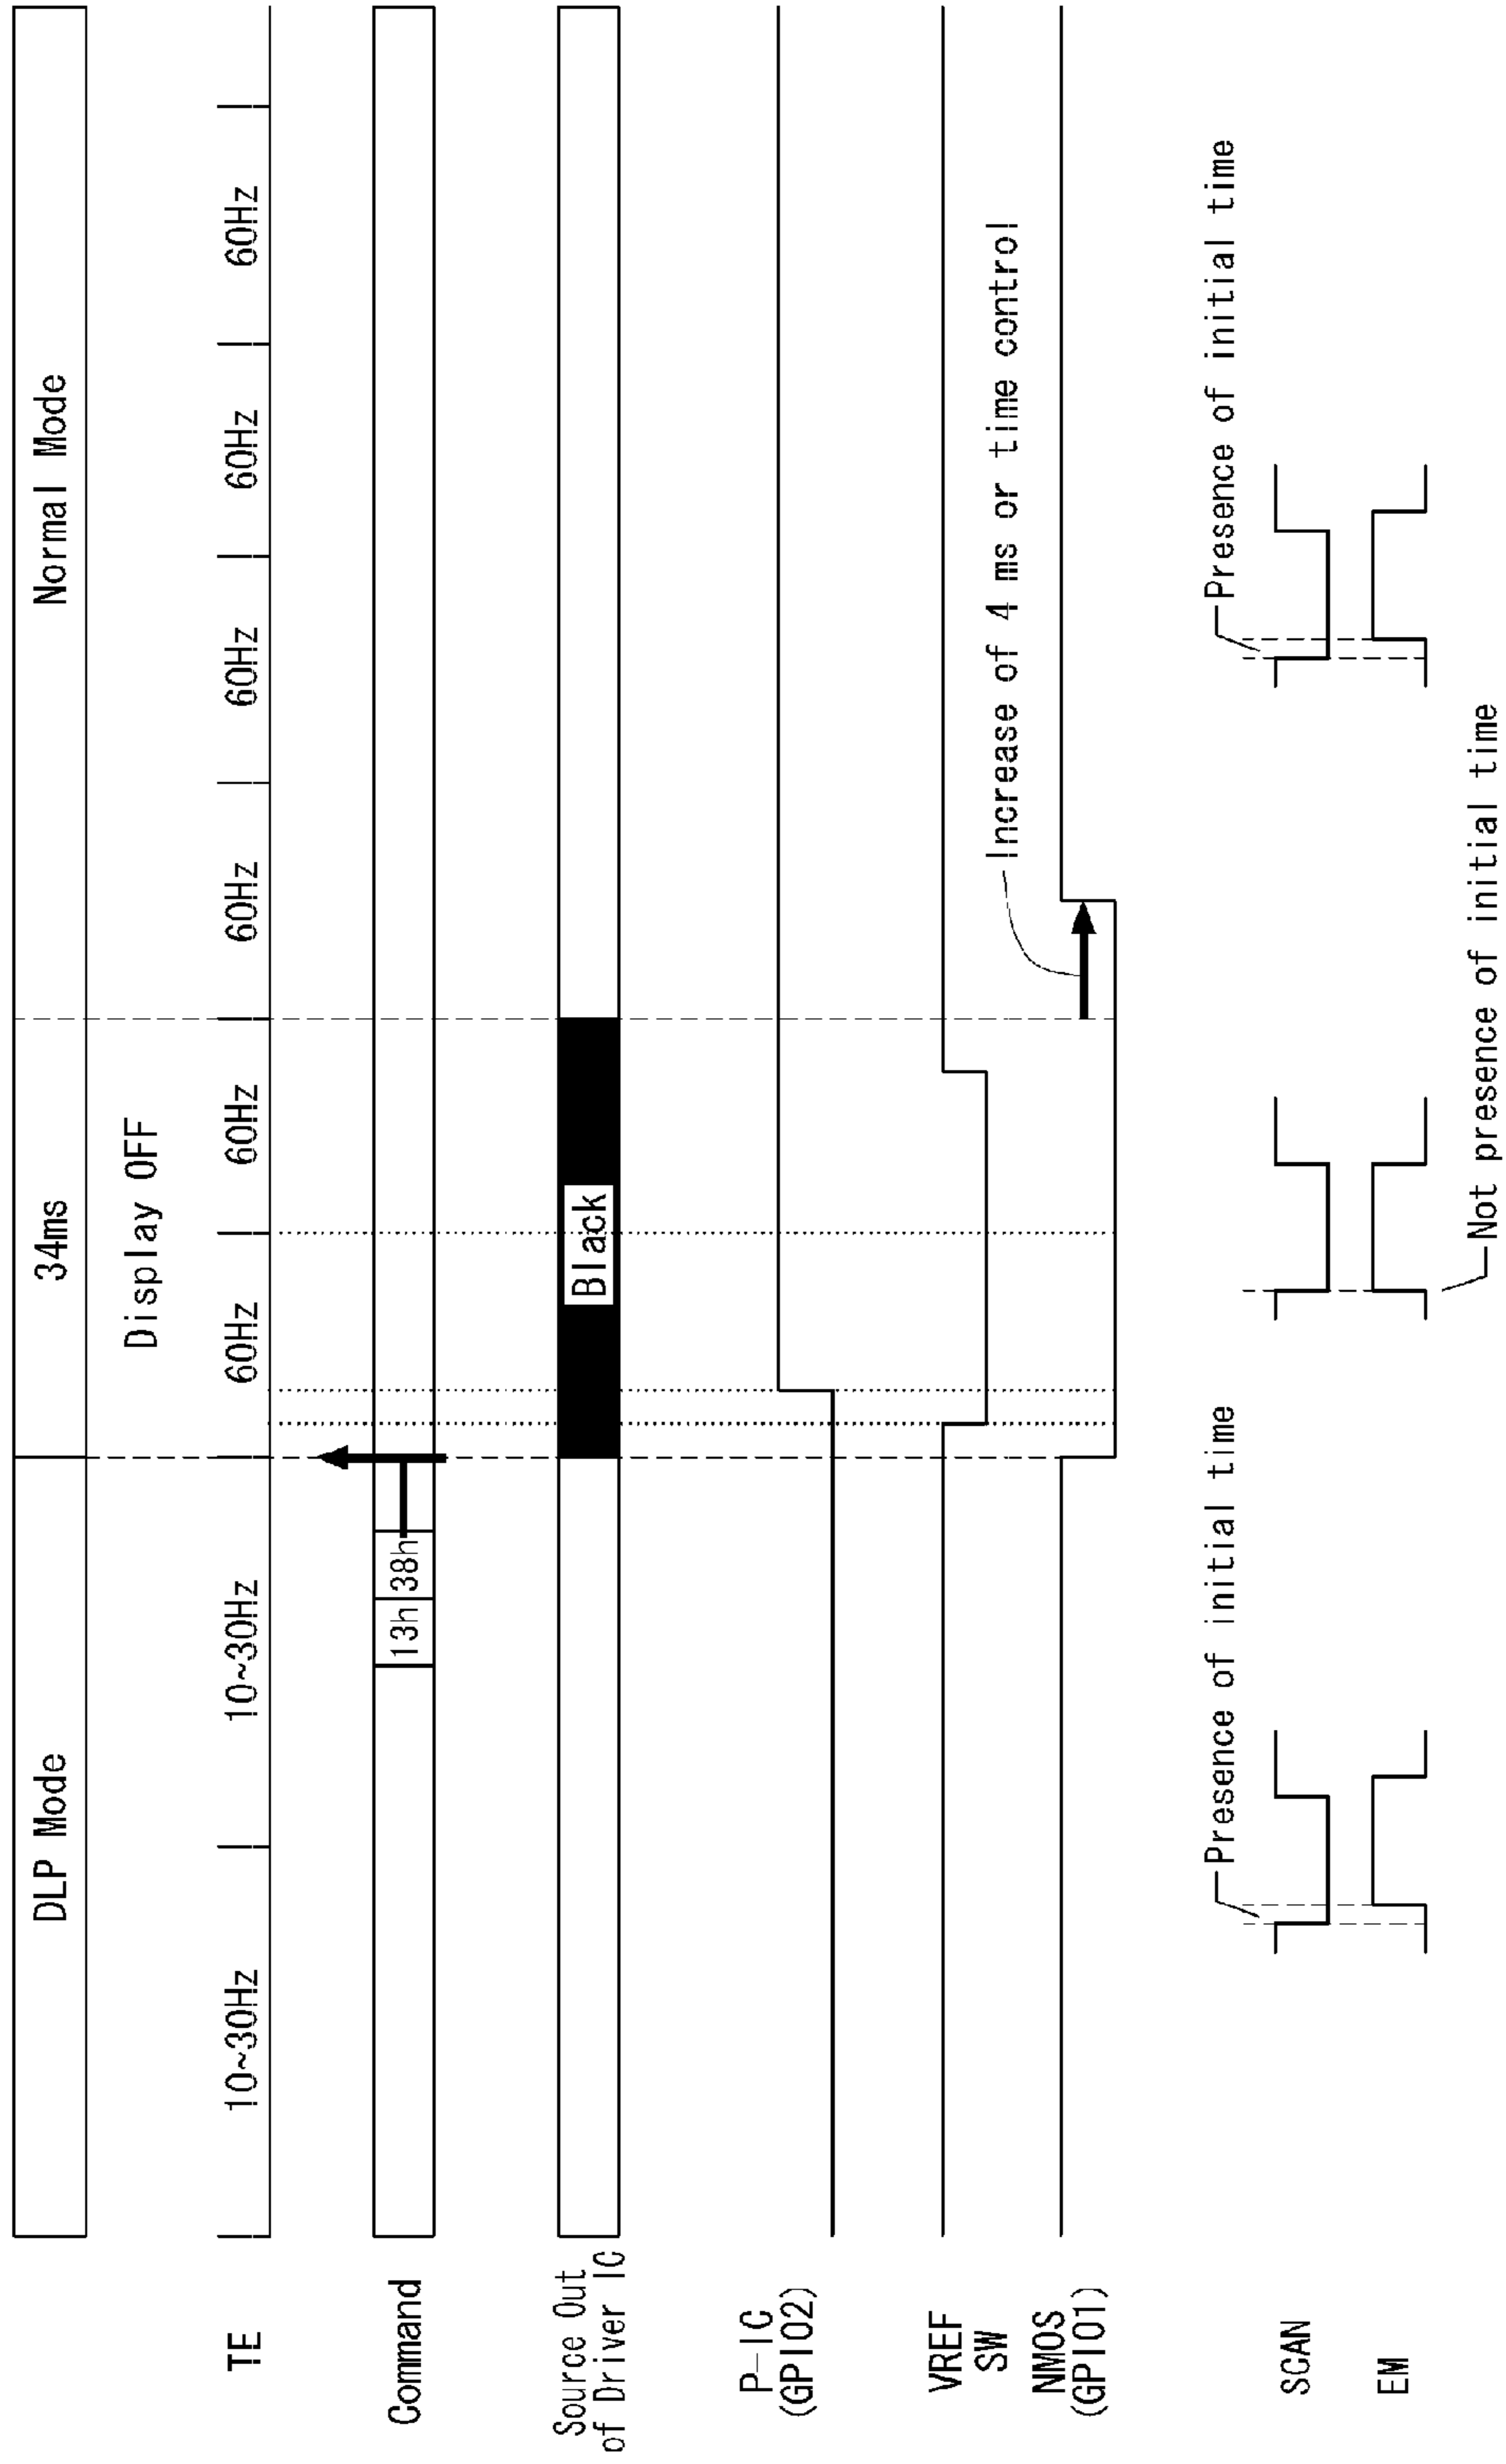 DLP Mode
34ms
Normal Mode
Display OFF
TE
10~30Hz
10~30Hz
60Hz
60Hz
60Hz
60Hz
60Hz
60Hz
Command
13h
38h
Source Out
of Driver IC
Black
P-IC
(GPIO2)
VREF
SW
Increase of 4 ms or time control
NMOS
(GPIO1)
Presence of initial time
Presence of initial time
SCAN
EM
Not presence of initial time